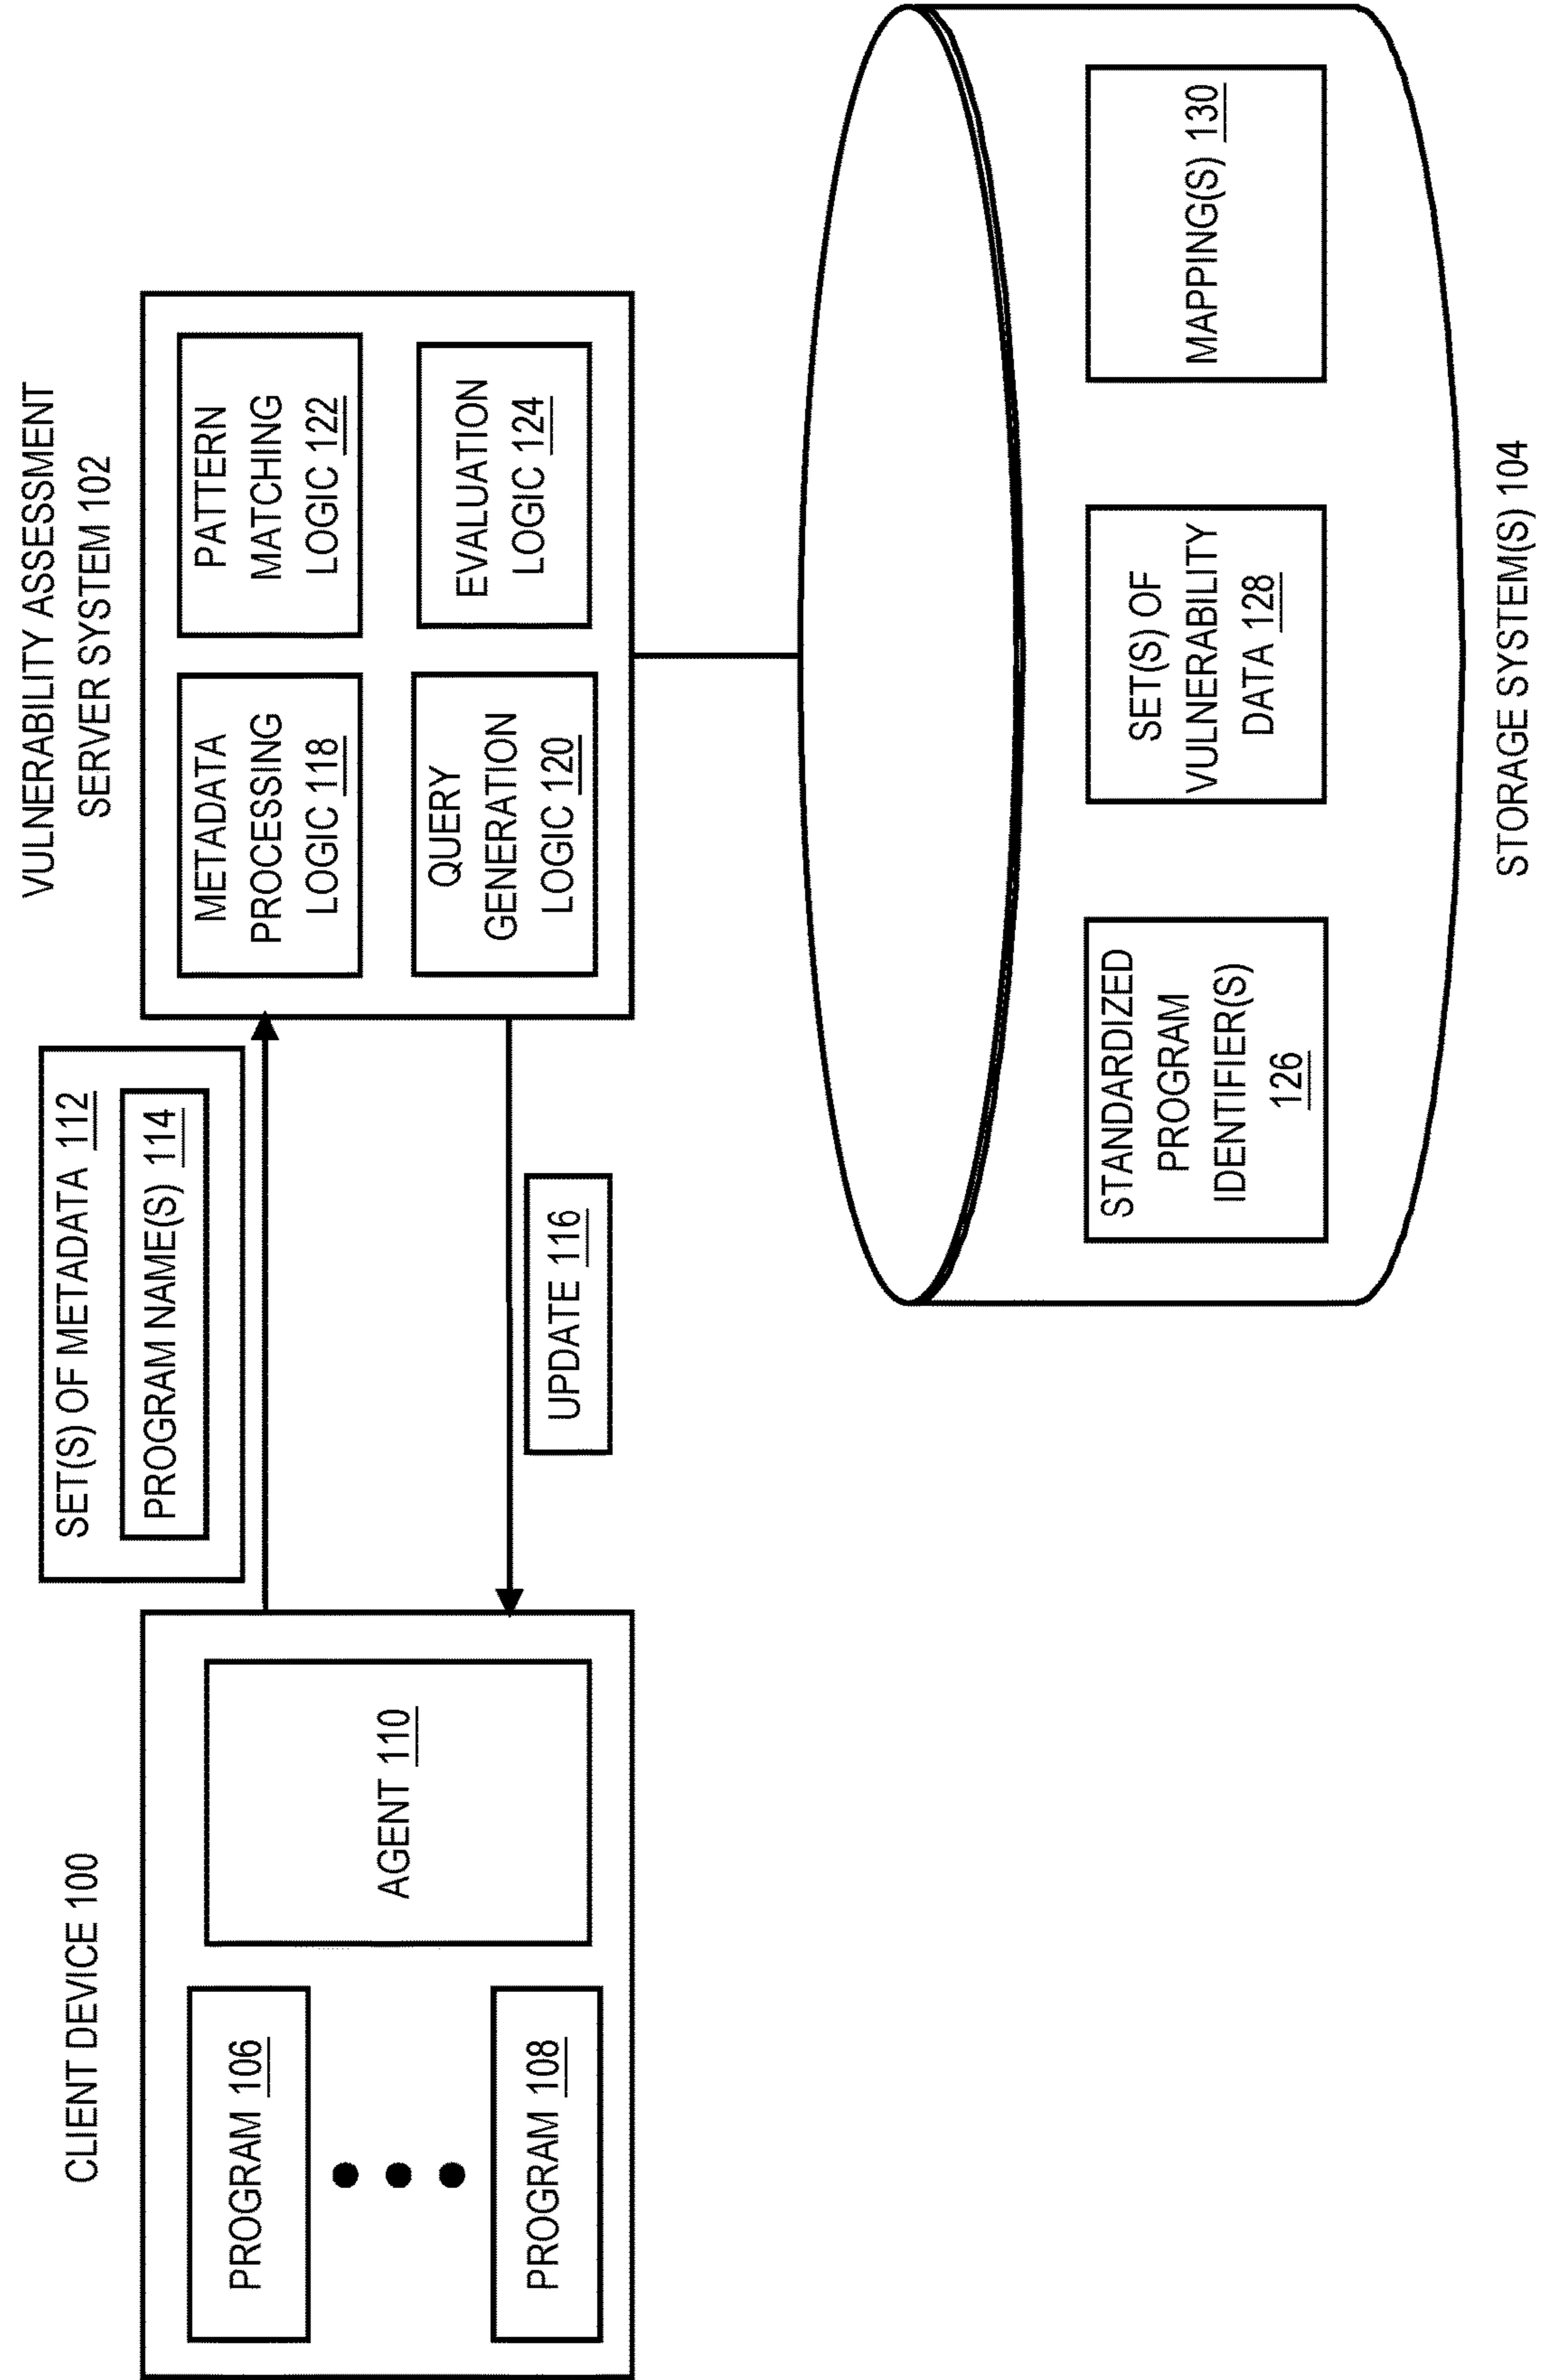 CLIENT DEVICE 100
PROGRAM 106
PROGRAM 108
AGENT 110
SET(S) OF METADATA 112
PROGRAM NAME(S) 114
UPDATE 116
VULNERABILITY ASSESSMENT
SERVER SYSTEM 102
METADATA
PROCESSING
LOGIC 118
PATTERN
MATCHING
LOGIC 122
QUERY
GENERATION
LOGIC 120
EVALUATION
LOGIC 124
STANDARDIZED
PROGRAM
IDENTIFIER(S)
126
SET(S) OF
VULNERABILITY
DATA 128
MAPPING(S) 130
STORAGE SYSTEM(S) 104